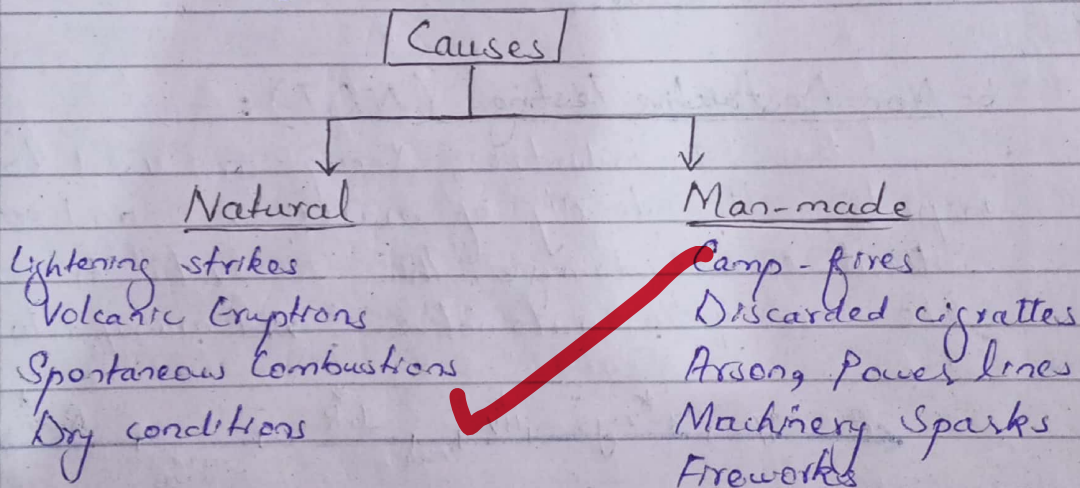 Causes
Natural
Lightening strikes
Volcanic Eruptions
Spontaneous Combustions
Dry conditions
Man-made
Camp-fires
Discarded cigrattes
Arsong Power lines
Machinery Sparks
Fireworks